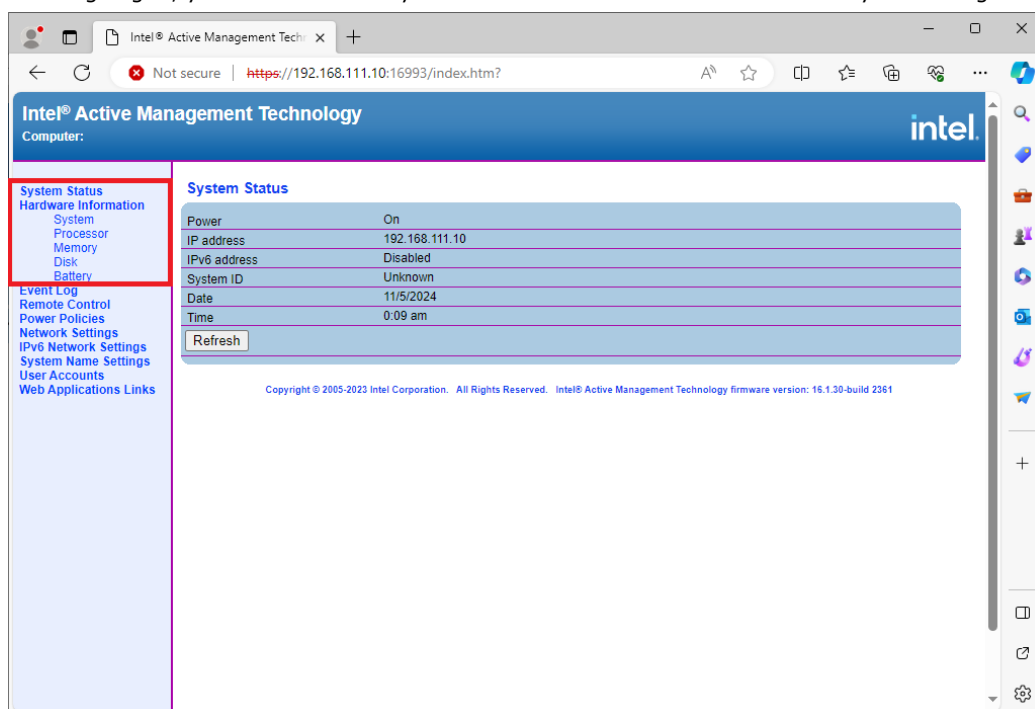 Intel® Active Management Tech
Not secure | https://192.168.111.10:16993/index.htm?
Intel® Active Management Technology
Computer:
intel.
System Status
Hardware Information
System
Processor
Memory
Disk
Battery
Event Log
Remote Control
Power Policies
Network Settings
IPv6 Network Settings
System Name Settings
User Accounts
Web Applications Links
System Status
Power On
IP address 192.168.111.10
IPv6 address Disabled
System ID Unknown
Date 11/5/2024
Time 0:09 am
Refresh
Copyright © 2005-2023 Intel Corporation. All Rights Reserved. Intel® Active Management Technology firmware version: 16.1.30-build 2361